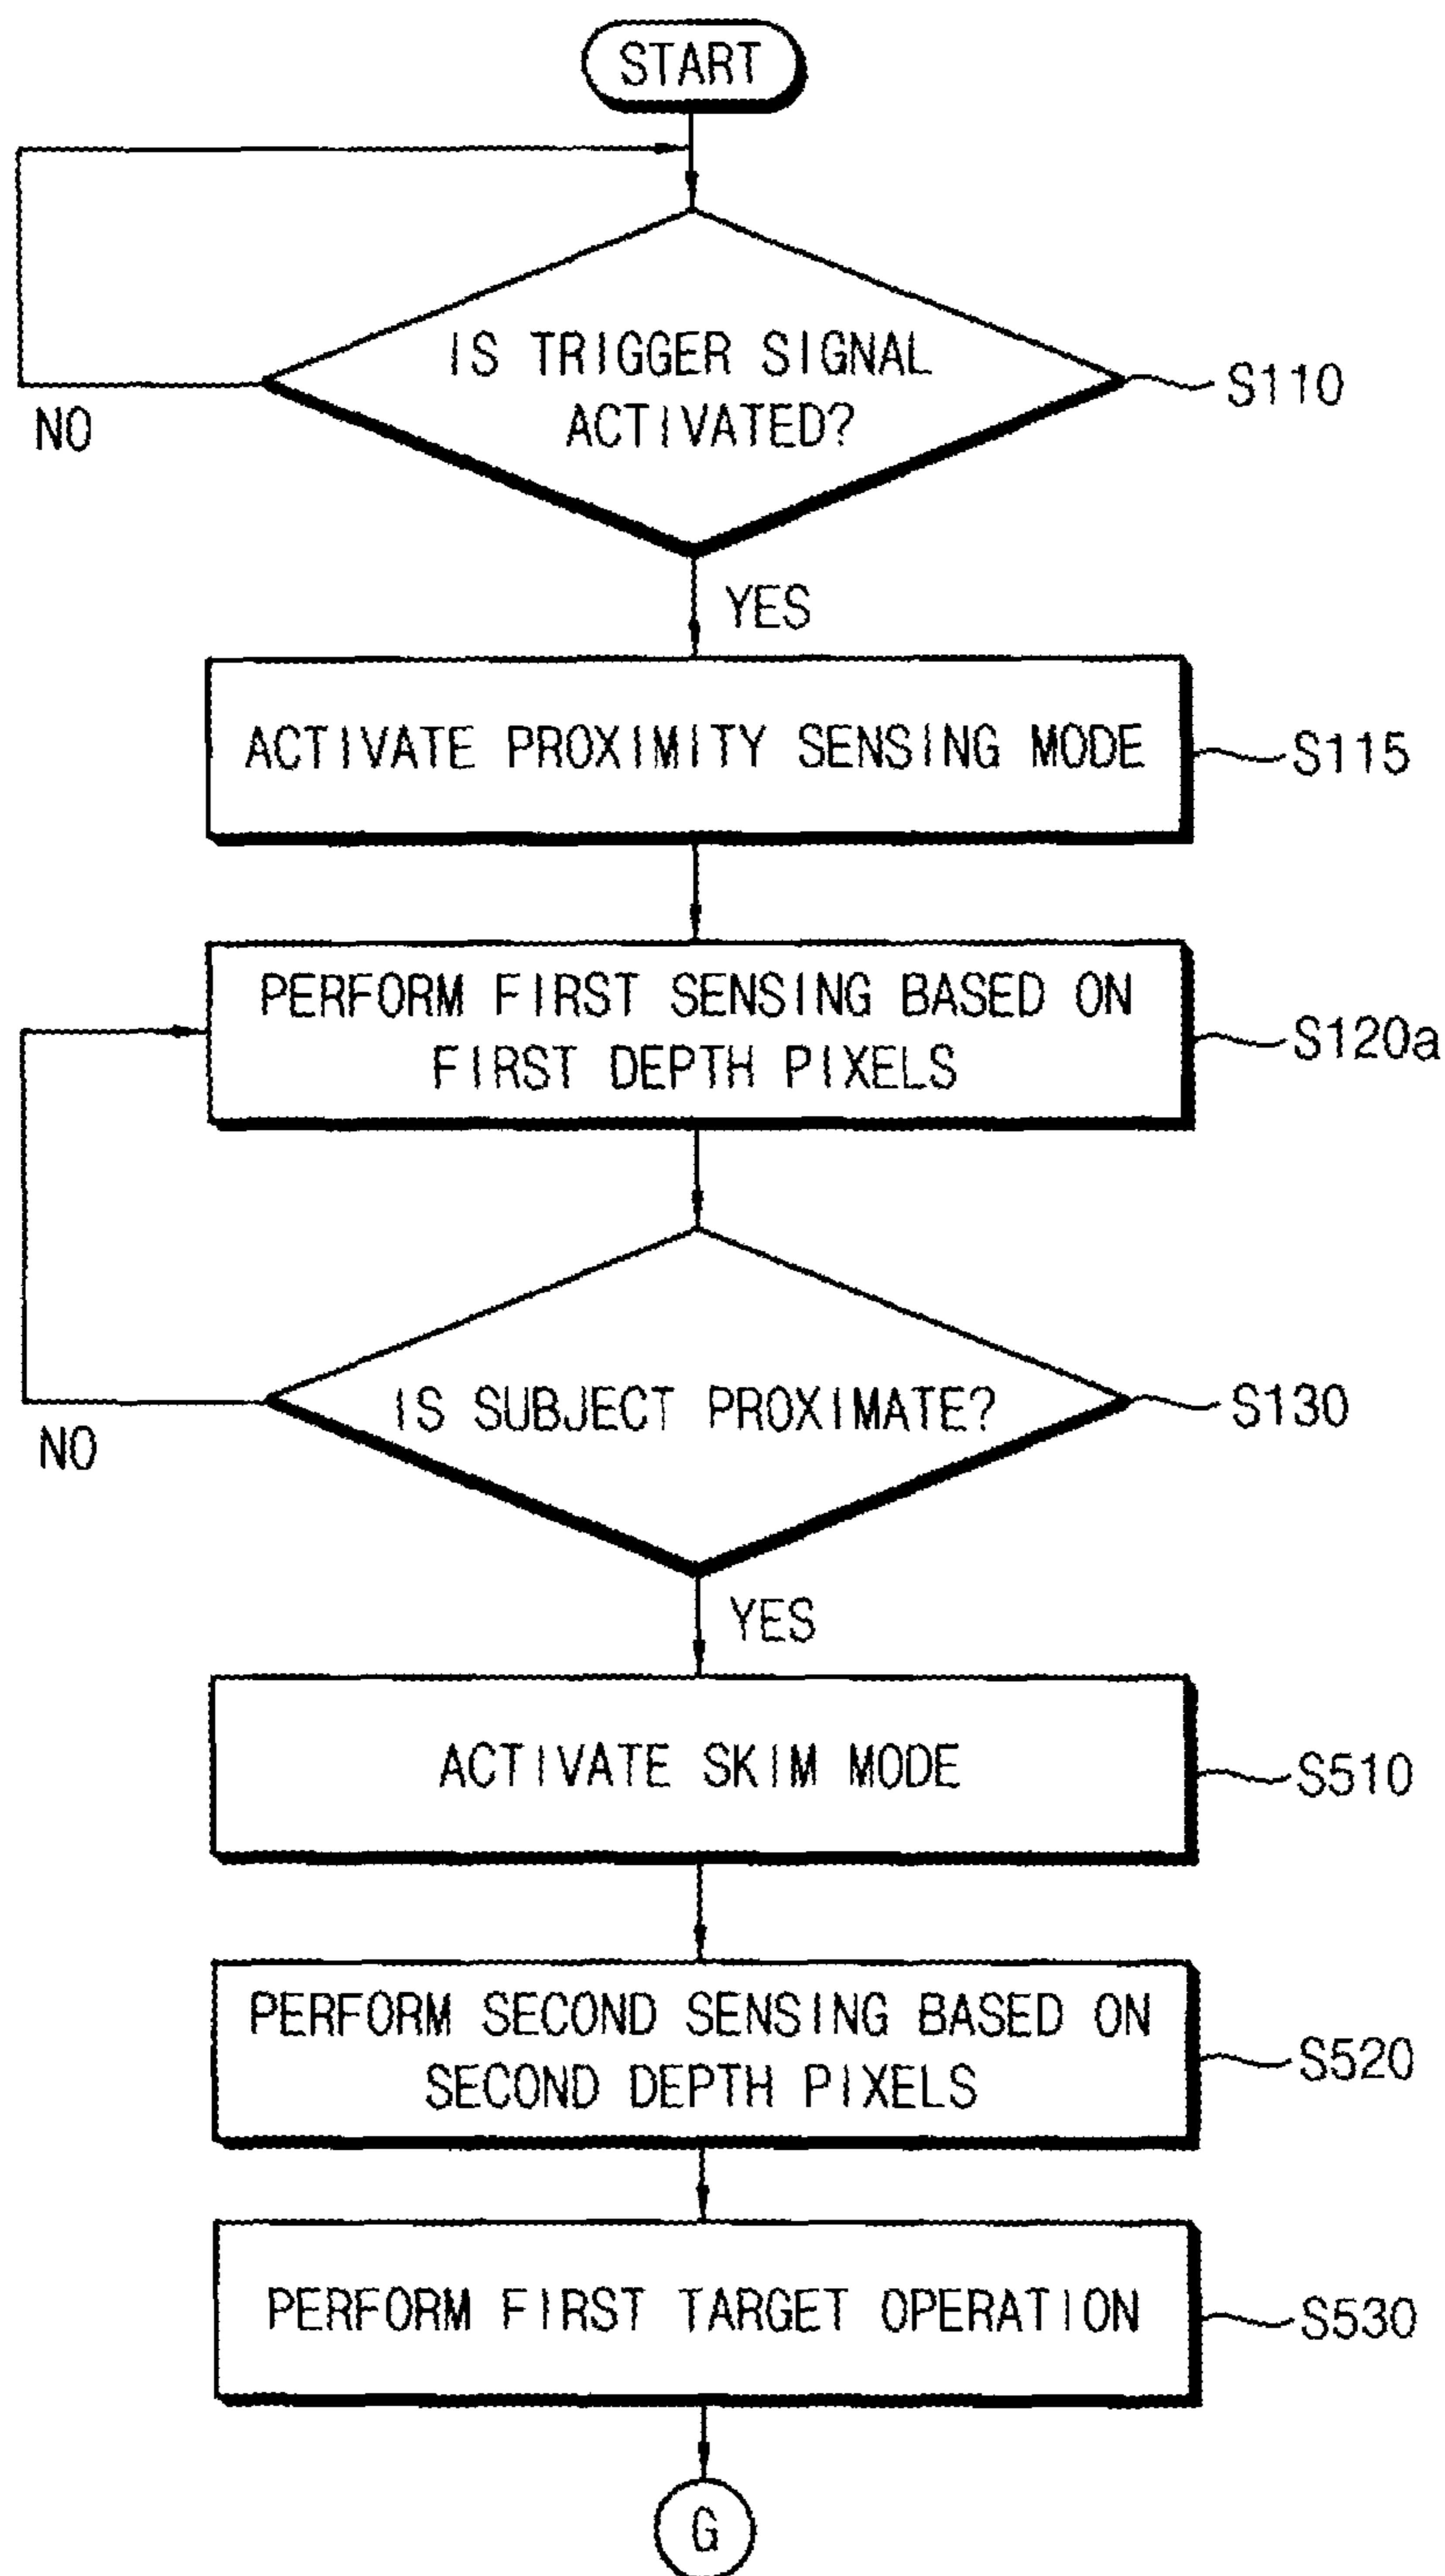 START
IS TRIGGER SIGNAL
ACTIVATED?
S110
NO
YES
ACTIVATE PROXIMITY SENSING MODE
S115
PERFORM FIRST SENSING BASED ON
FIRST DEPTH PIXELS
S120a
IS SUBJECT PROXIMATE?
S130
NO
YES
ACTIVATE SKIM MODE
S510
PERFORM SECOND SENSING BASED ON
SECOND DEPTH PIXELS
S520
PERFORM FIRST TARGET OPERATION
S530
G